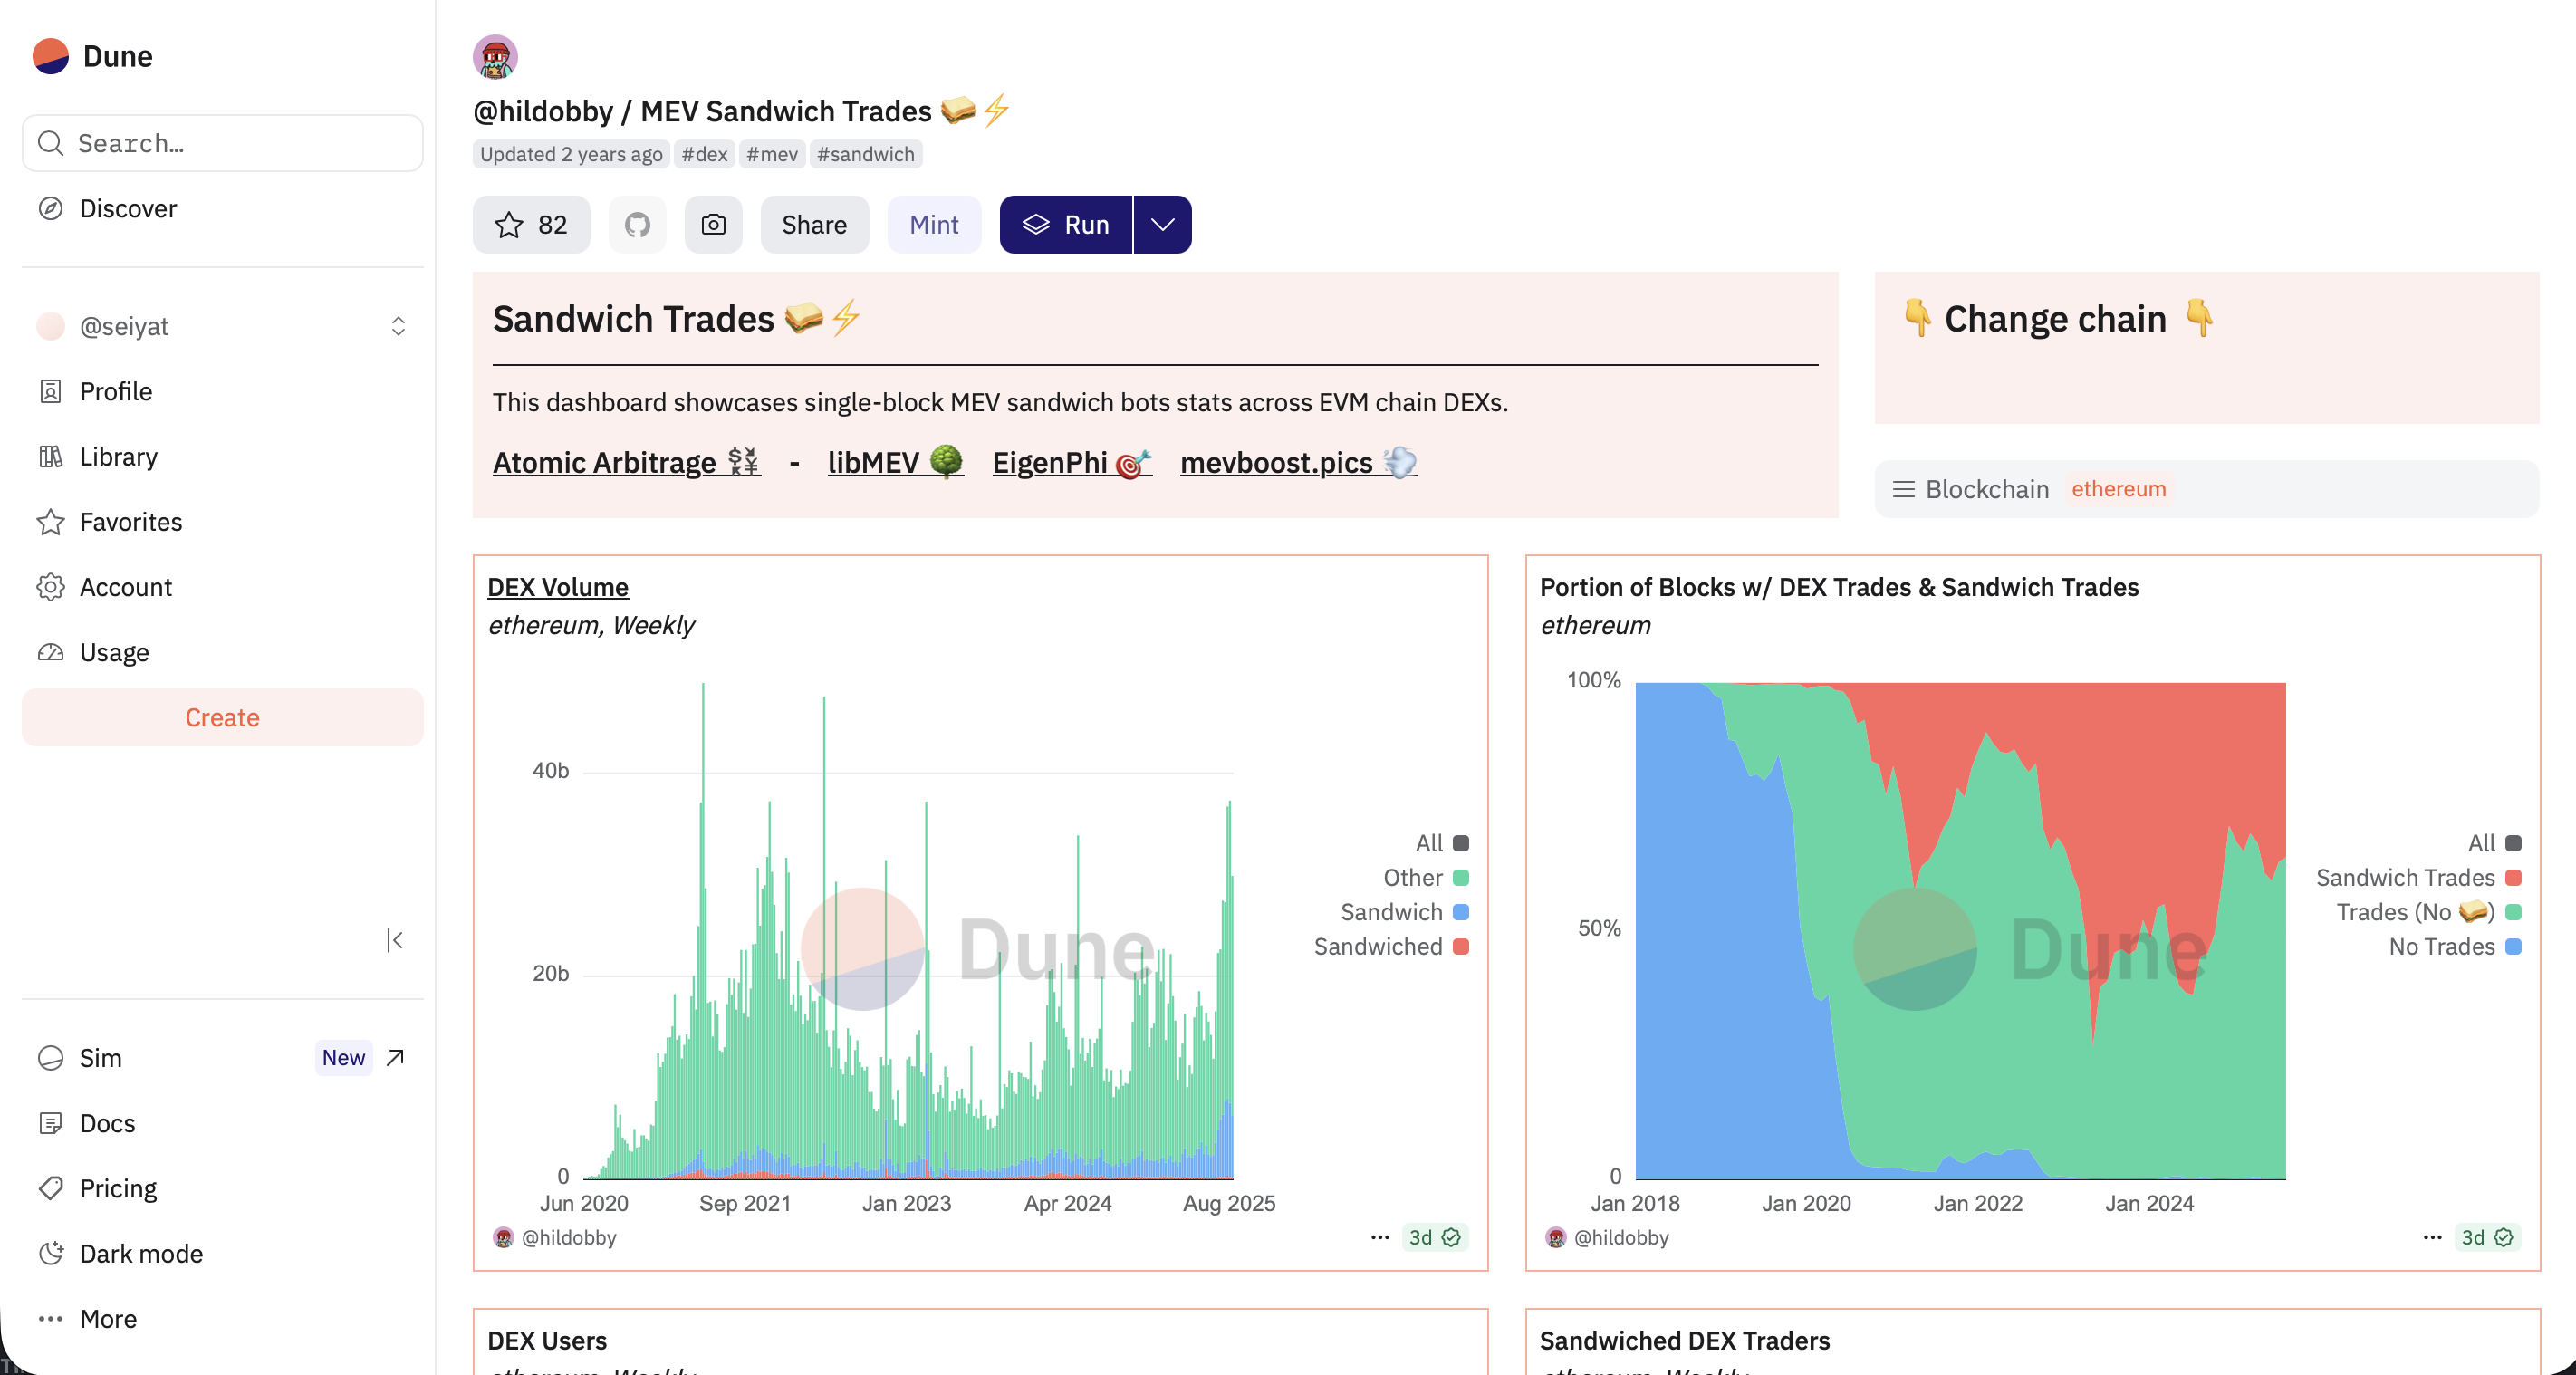 Dune
Search...
Discover
@seiyat
Profile
Library
Favorites
Account
Usage
Create
Sim New
Docs
Pricing
Dark mode
More
@hildobby / MEV Sandwich Trades 🥪⚡
Updated 2 years ago #dex #mev #sandwich
82 Share Mint Run
Sandwich Trades 🥪⚡
This dashboard showcases single-block MEV sandwich bots stats across EVM chain DEXs.
Atomic Arbitrage 💱 - libMEV 🌳 EigenPhi 🎯 mevboost.pics 💨
👇 Change chain 👇
Blockchain ethereum
DEX Volume
ethereum, Weekly
40b
20b
0
Jun 2020 Sep 2021 Jan 2023 Apr 2024 Aug 2025
All
Other
Sandwich
Sandwiched
Dune
@hildobby
3d
Portion of Blocks w/ DEX Trades & Sandwich Trades
ethereum
100%
50%
0
Jan 2018 Jan 2020 Jan 2022 Jan 2024
All
Sandwich Trades
Trades (No 🥪)
No Trades
Dune
@hildobby
3d
DEX Users
ethereum, Weekly
Sandwiched DEX Traders
ethereum, Weekly